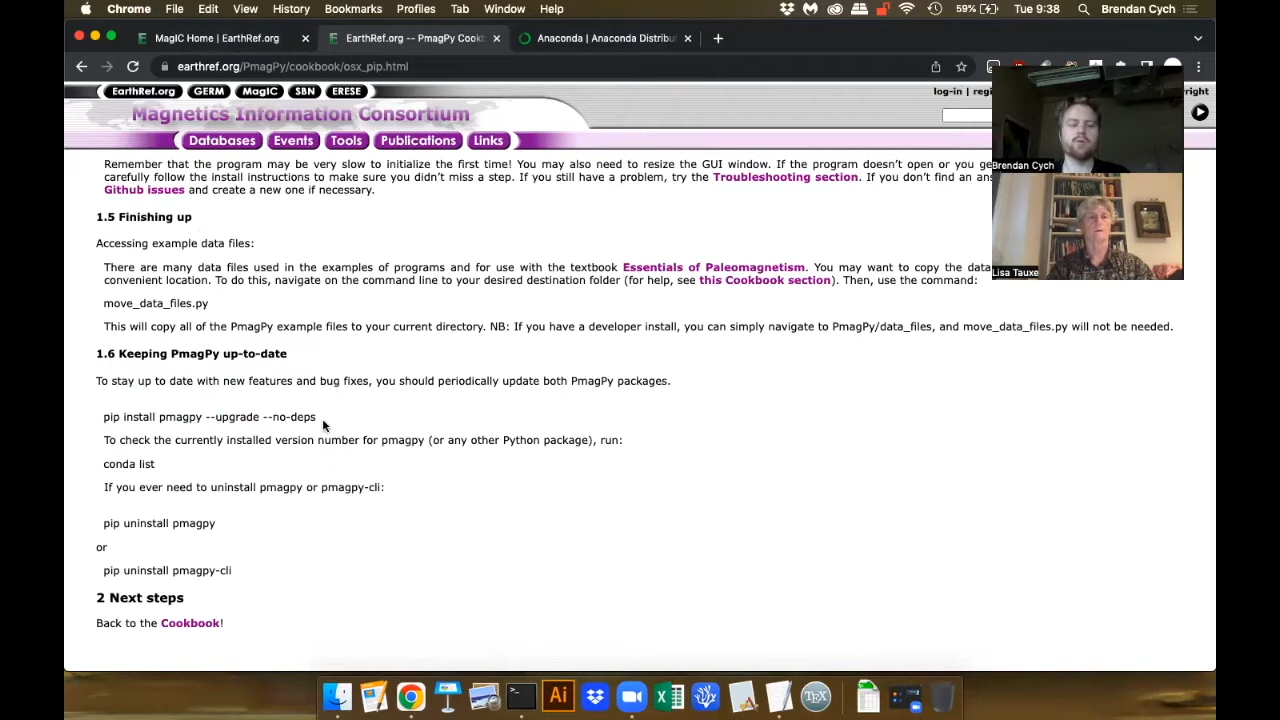 Chrome File Edit View History Bookmarks Profiles Tab Window Help 59% Tue 9:38 Brendan Cych
MagIC Home | EarthRef.org × EarthRef.org -- PmagPy Cookb × Anaconda | Anaconda Distribut × +
earthref.org/PmagPy/cookbook/osx_pip.html
EarthRef.org GERM MagIC SBN ERESE log-in | regi right
Magnetics Information Consortium
Databases Events Tools Publications Links
Remember that the program may be very slow to initialize the first time! You may also need to resize the GUI window. If the program doesn't open or you ge
carefully follow the install instructions to make sure you didn't miss a step. If you still have a problem, try the Troubleshooting section. If you don't find an ans
Github issues and create a new one if necessary.
Brendan Cych
1.5 Finishing up
Accessing example data files:
There are many data files used in the examples of programs and for use with the textbook Essentials of Paleomagnetism. You may want to copy the data
convenient location. To do this, navigate on the command line to your desired destination folder (for help, see this Cookbook section). Then, use the command:
Lisa Tauxe
move_data_files.py
This will copy all of the PmagPy example files to your current directory. NB: If you have a developer install, you can simply navigate to PmagPy/data_files, and move_data_files.py will not be needed.
1.6 Keeping PmagPy up-to-date
To stay up to date with new features and bug fixes, you should periodically update both PmagPy packages.
pip install pmagpy --upgrade --no-deps
To check the currently installed version number for pmagpy (or any other Python package), run:
conda list
If you ever need to uninstall pmagpy or pmagpy-cli:
pip uninstall pmagpy
or
pip uninstall pmagpy-cli
2 Next steps
Back to the Cookbook!
Ai
TEX